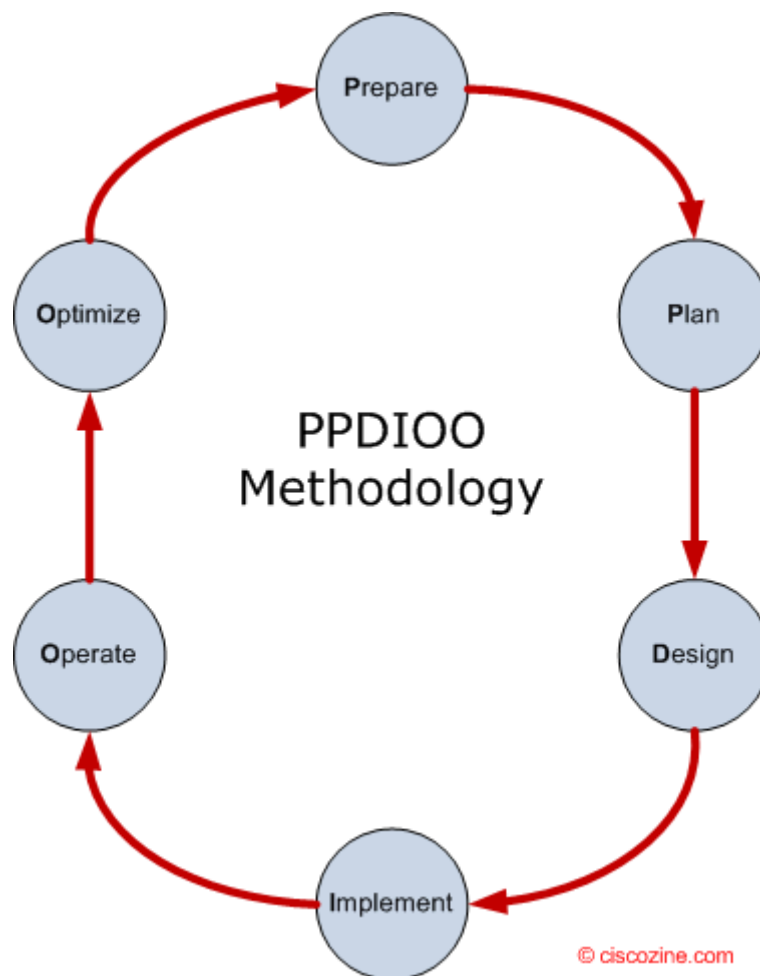 Prepare
Optimize
Plan
PPDIOO
Methodology
Operate
Design
Implement
© ciscozine.com